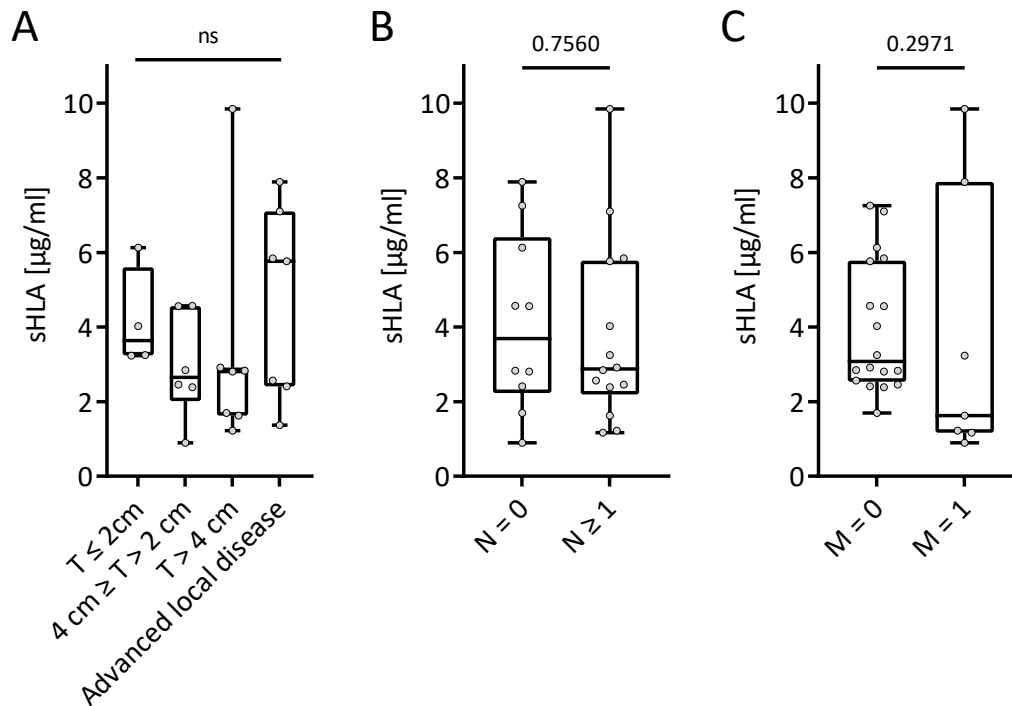 A
ns
sHLA [µg/ml]
10
8
6
4
2
0
T ≤ 2cm
4 cm ≥ T > 2 cm
T > 4 cm
Advanced local disease
B
0.7560
sHLA [µg/ml]
10
8
6
4
2
0
N = 0
N ≥ 1
C
0.2971
sHLA [µg/ml]
10
8
6
4
2
0
M = 0
M = 1